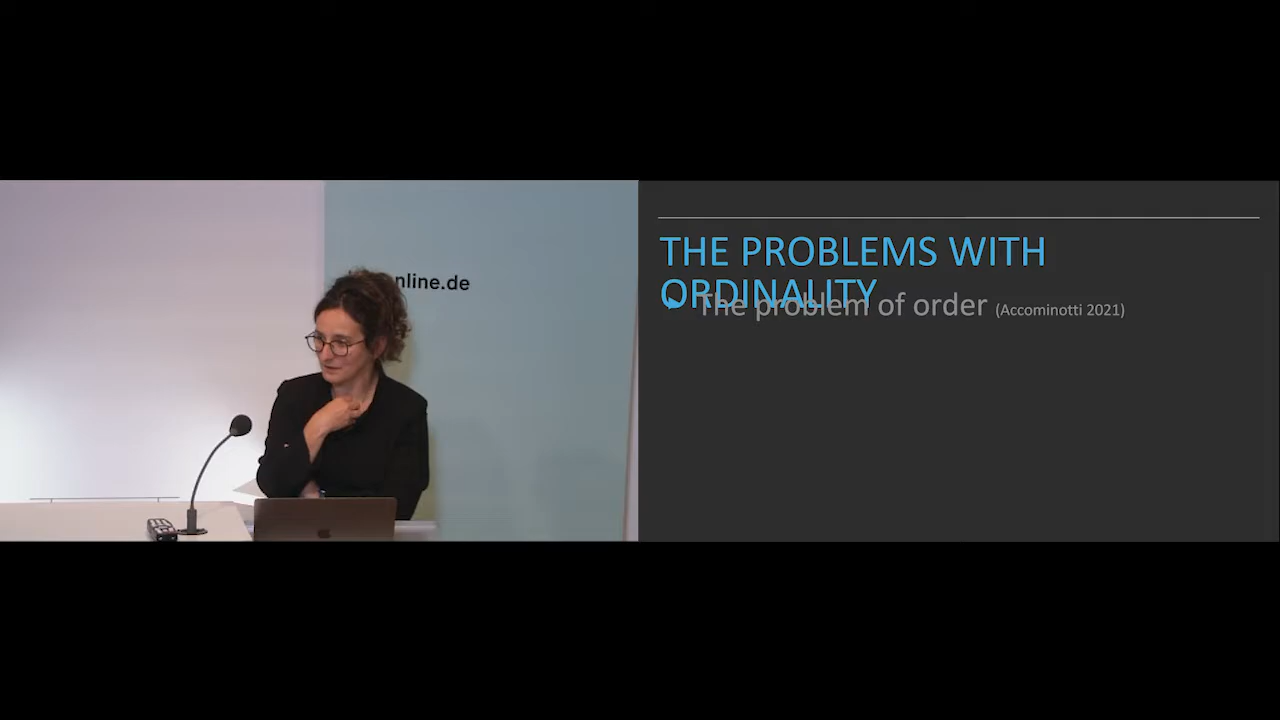 nline.de
THE PROBLEMS WITH
ORDINALITY
The problem of order (Accominotti 2021)